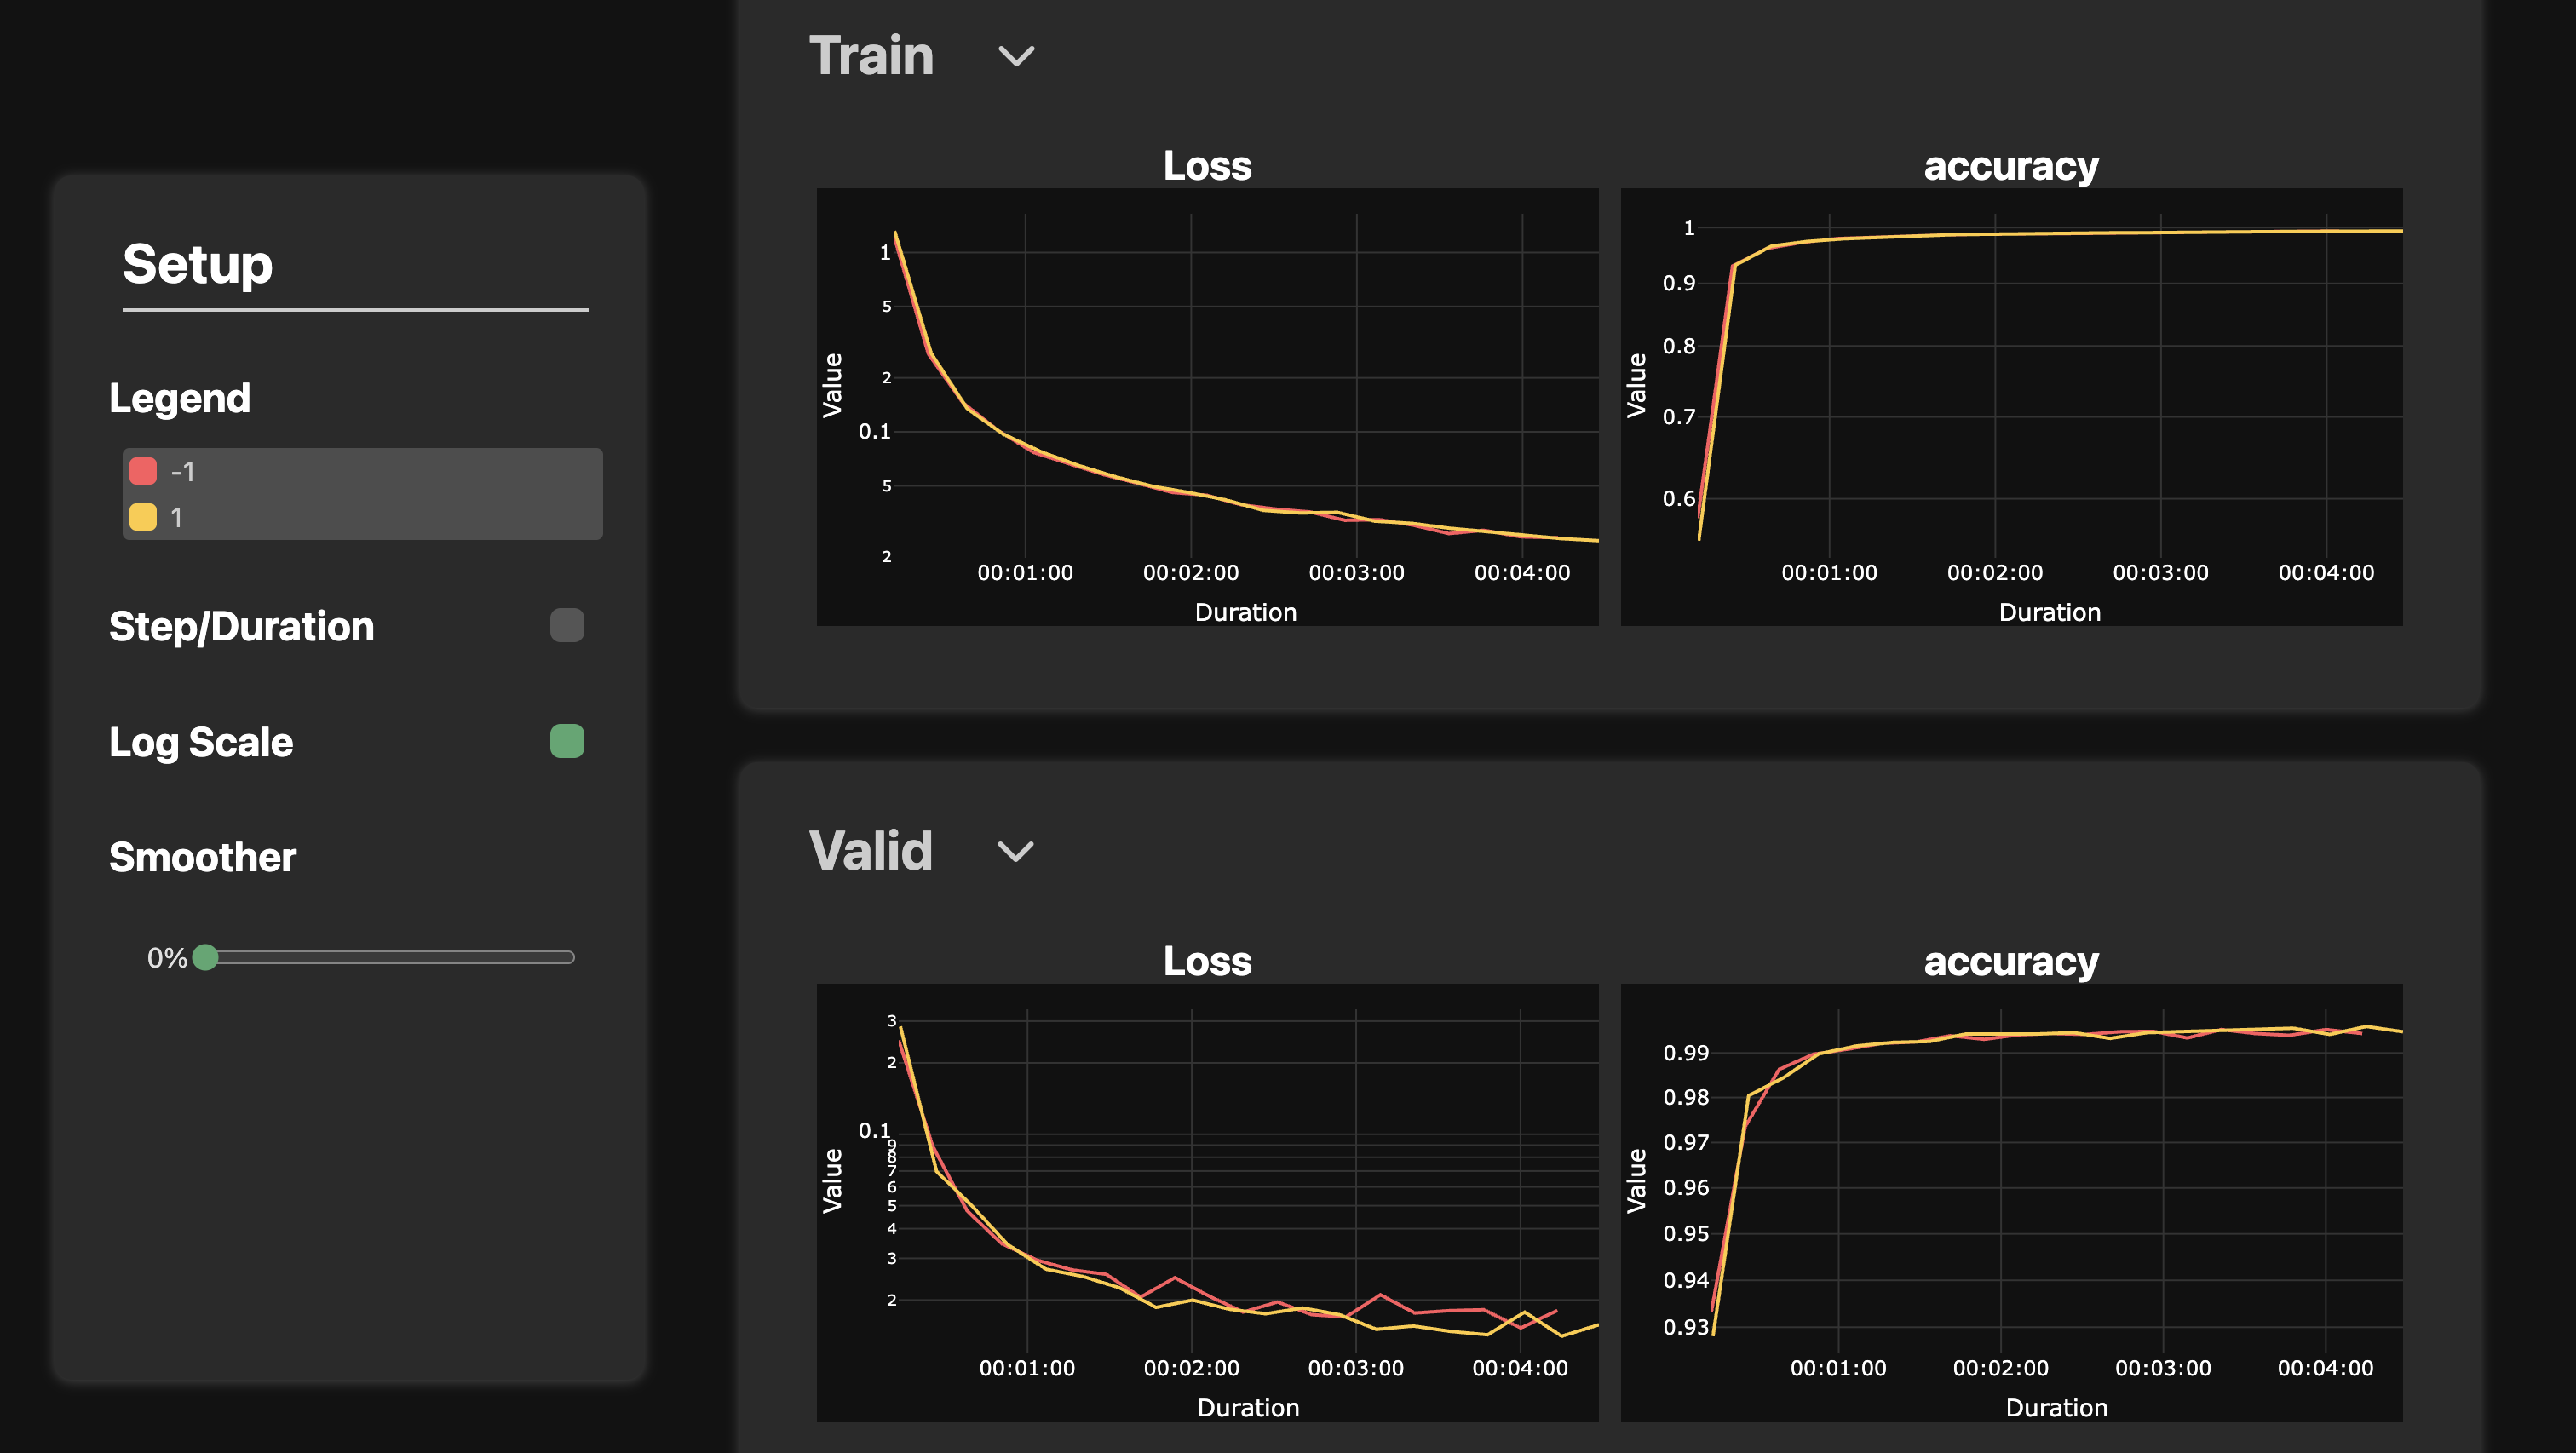 Setup
Legend
-1
1
Step/Duration
Log Scale
Smoother
0%
Train
Loss
1
5
2
0.1
5
2
Value
00:01:00 00:02:00 00:03:00 00:04:00
Duration
accuracy
1
0.9
0.8
0.7
0.6
Value
00:01:00 00:02:00 00:03:00 00:04:00
Duration
Valid
Loss
3
2
0.1
9
8
7
6
5
4
3
2
Value
00:01:00 00:02:00 00:03:00 00:04:00
Duration
accuracy
0.99
0.98
0.97
0.96
0.95
0.94
0.93
Value
00:01:00 00:02:00 00:03:00 00:04:00
Duration